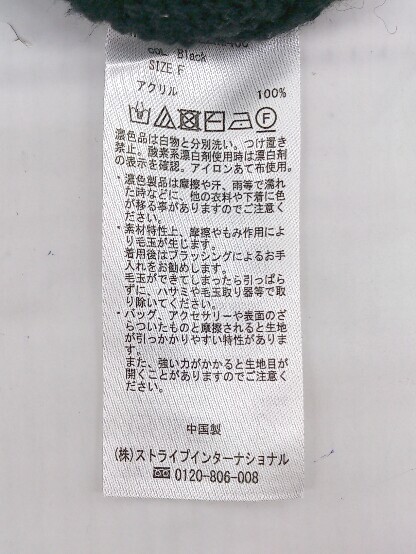 COL Black
SIZE F
アクリル 100%
濃色品は白物と分別洗い。つけ置き
禁止。酸素系漂白剤使用時は漂白剤
の表示を確認。アイロンあて布使用。
・濃色製品は摩擦や汗、雨等で濡れ
た時などに、他の衣料や下着に色
が移る事がありますのでご注意く
ださい。
・素材特性上、摩擦やもみ作用によ
り毛玉が生じます。
着用後はブラッシングによるお手
入れをお勧めします。
毛玉ができてしまったら引っぱら
ずに、ハサミや毛玉取り器等で取
り除いてください。
・バッグ、アクセサリーや表面のざ
らついたものと摩擦されると生地
が引っかかりやすい特性がありま
す。
また、強い力がかかると生地目が
開くことがありますのでご注意く
ださい。
中国製
(株)ストライプインターナショナル
0120-806-008